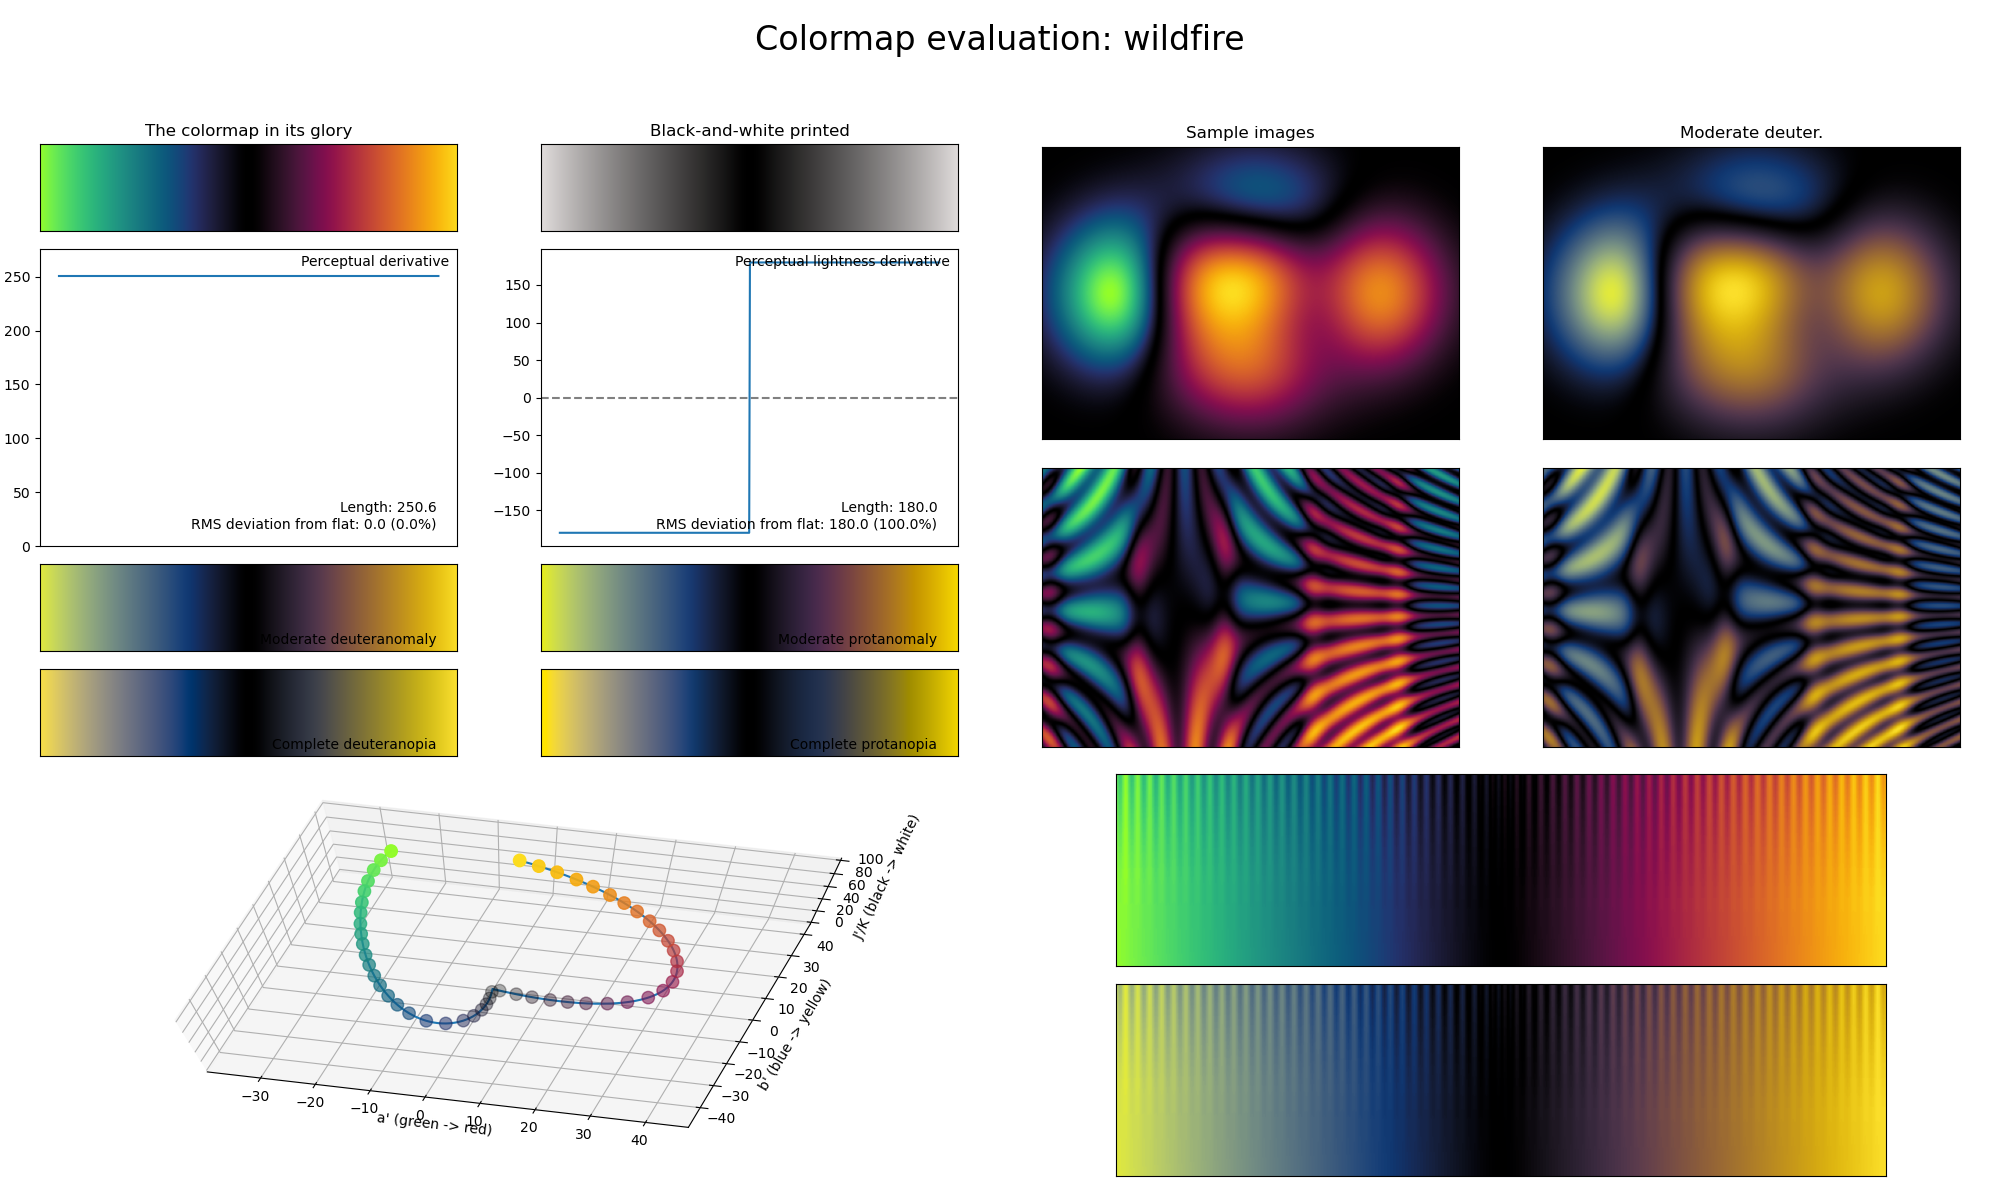 Colormap evaluation: wildfire
The colormap in its glory
Black-and-white printed
Sample images
Moderate deuter.
Perceptual derivative
250
200
150
100
50
0
Length: 250.6
RMS deviation from flat: 0.0 (0.0%)
Perceptual lightness derivative
150
100
50
0
−50
−100
−150
Length: 180.0
RMS deviation from flat: 180.0 (100.0%)
Moderate deuteranomaly
Moderate protanomaly
Complete deuteranopia
Complete protanopia
−30
−20
−10
0
10
20
30
40
a' (green -> red)
−40
−30
−20
−10
0
10
20
30
40
b' (blue -> yellow)
0
20
40
60
80
100
J'/K (black -> white)